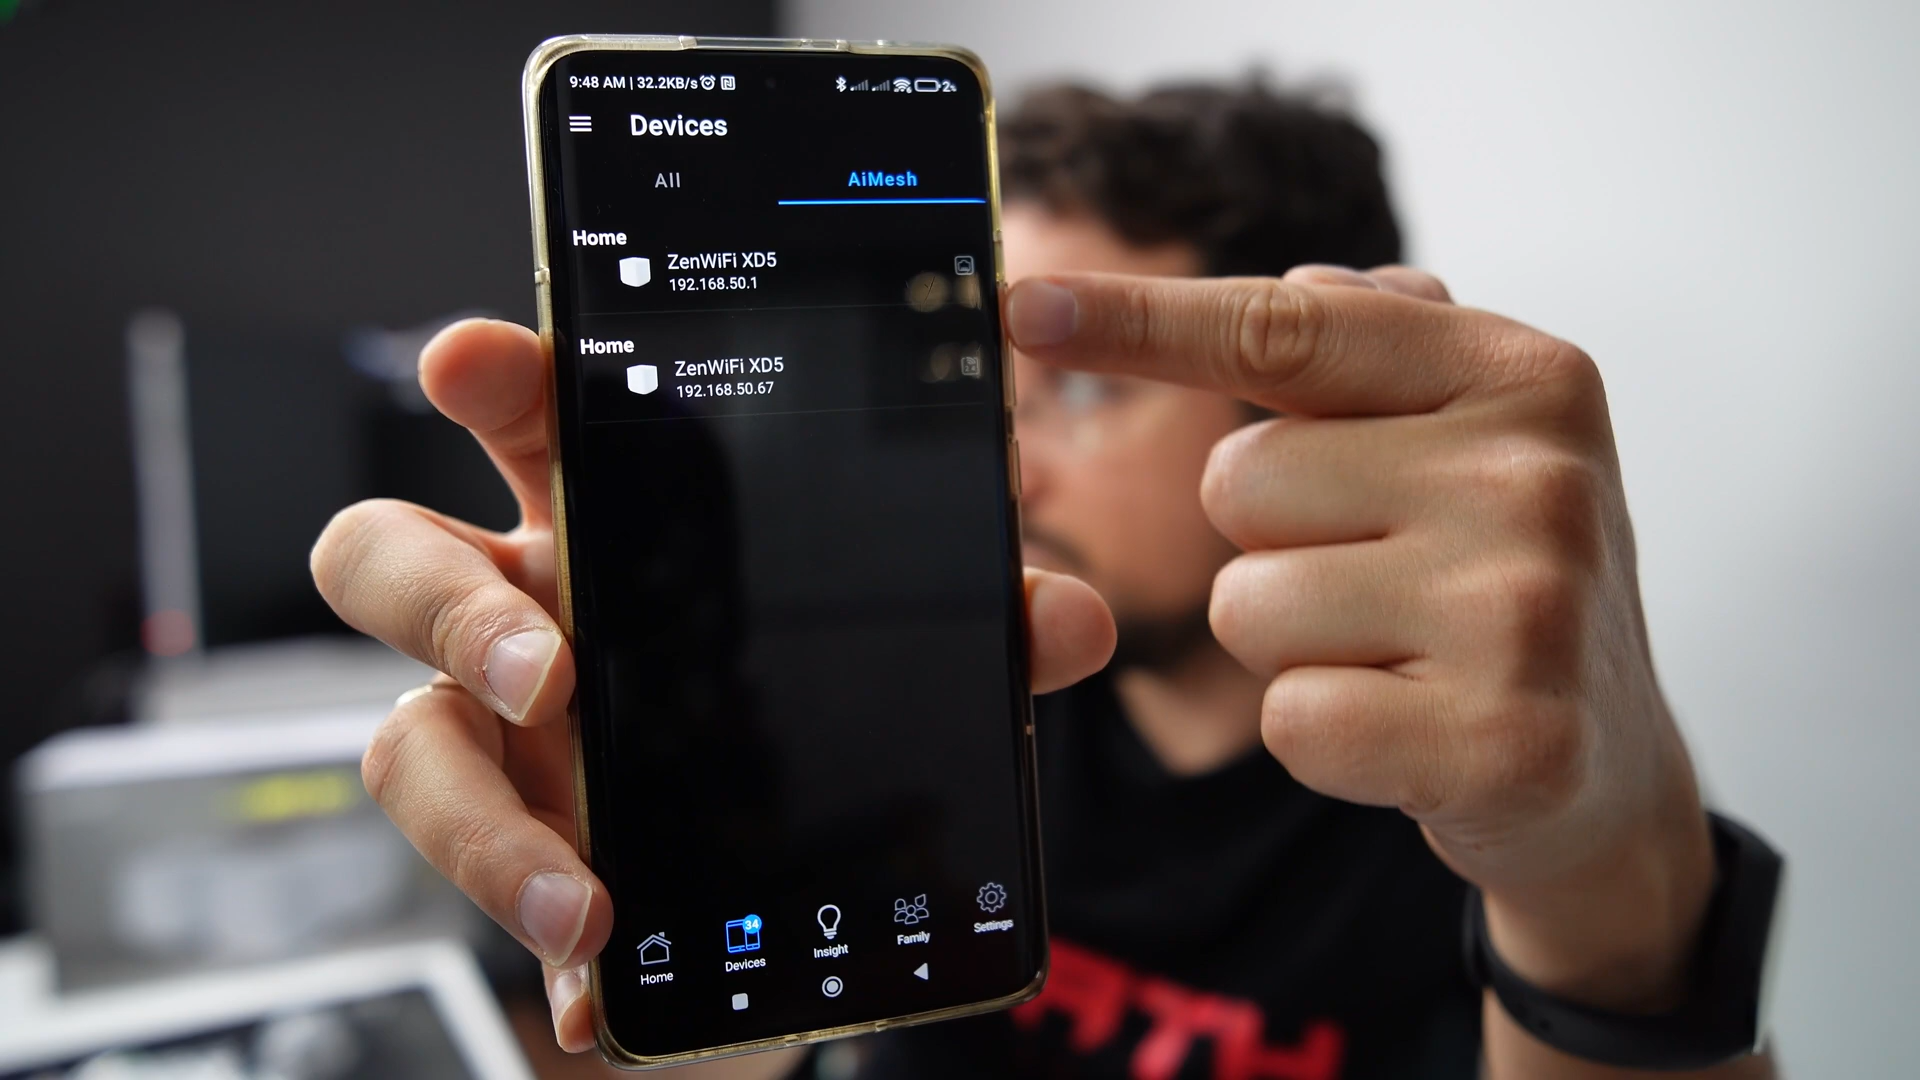 9:48 AM | 32.2KB/s 2%
Devices
All AiMesh
Home
ZenWiFi XD5
192.168.50.1
Home
ZenWiFi XD5
192.168.50.67
34
Home Devices Insight Family Settings